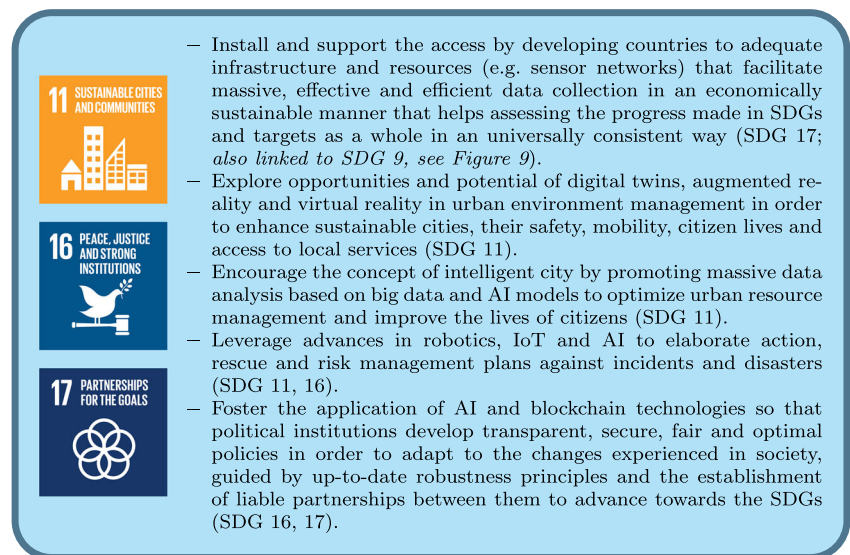 11 SUSTAINABLE CITIES
AND COMMUNITIES
16 PEACE, JUSTICE
AND STRONG
INSTITUTIONS
17 PARTNERSHIPS
FOR THE GOALS
– Install and support the access by developing countries to adequate
infrastructure and resources (e.g. sensor networks) that facilitate
massive, effective and efficient data collection in an economically
sustainable manner that helps assessing the progress made in SDGs
and targets as a whole in an universally consistent way (SDG 17;
also linked to SDG 9, see Figure 9).
– Explore opportunities and potential of digital twins, augmented re-
ality and virtual reality in urban environment management in order
to enhance sustainable cities, their safety, mobility, citizen lives and
access to local services (SDG 11).
– Encourage the concept of intelligent city by promoting massive data
analysis based on big data and AI models to optimize urban resource
management and improve the lives of citizens (SDG 11).
– Leverage advances in robotics, IoT and AI to elaborate action,
rescue and risk management plans against incidents and disasters
(SDG 11, 16).
– Foster the application of AI and blockchain technologies so that
political institutions develop transparent, secure, fair and optimal
policies in order to adapt to the changes experienced in society,
guided by up-to-date robustness principles and the establishment
of liable partnerships between them to advance towards the SDGs
(SDG 16, 17).